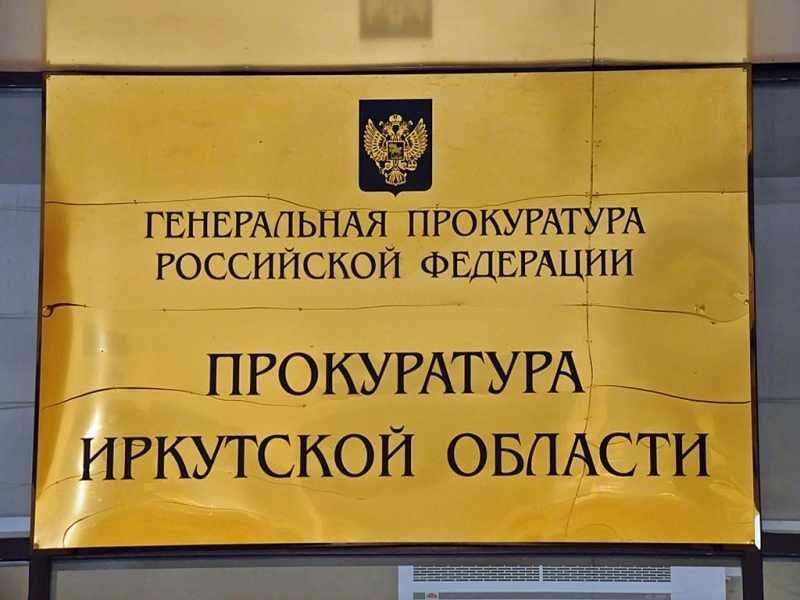 ГЕНЕРАЛЬНАЯ ПРОКУРАТУРА
РОССИЙСКОЙ ФЕДЕРАЦИИ
ПРОКУРАТУРА
ИРКУТСКОЙ ОБЛАСТИ